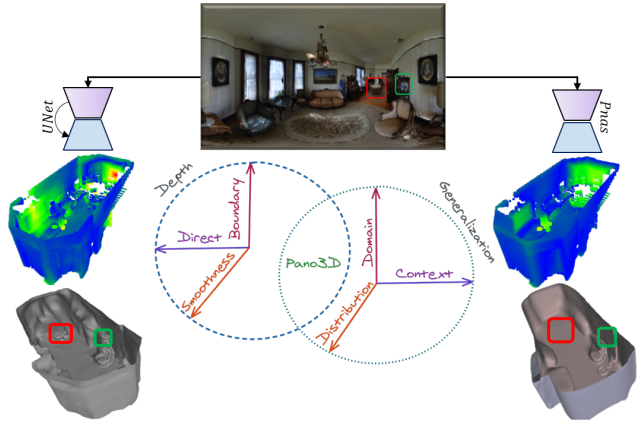 UNet
Pnas
Depth
Generalization
Boundary
Direct
Smoothness
Pano3D
Domain
Context
Distribution